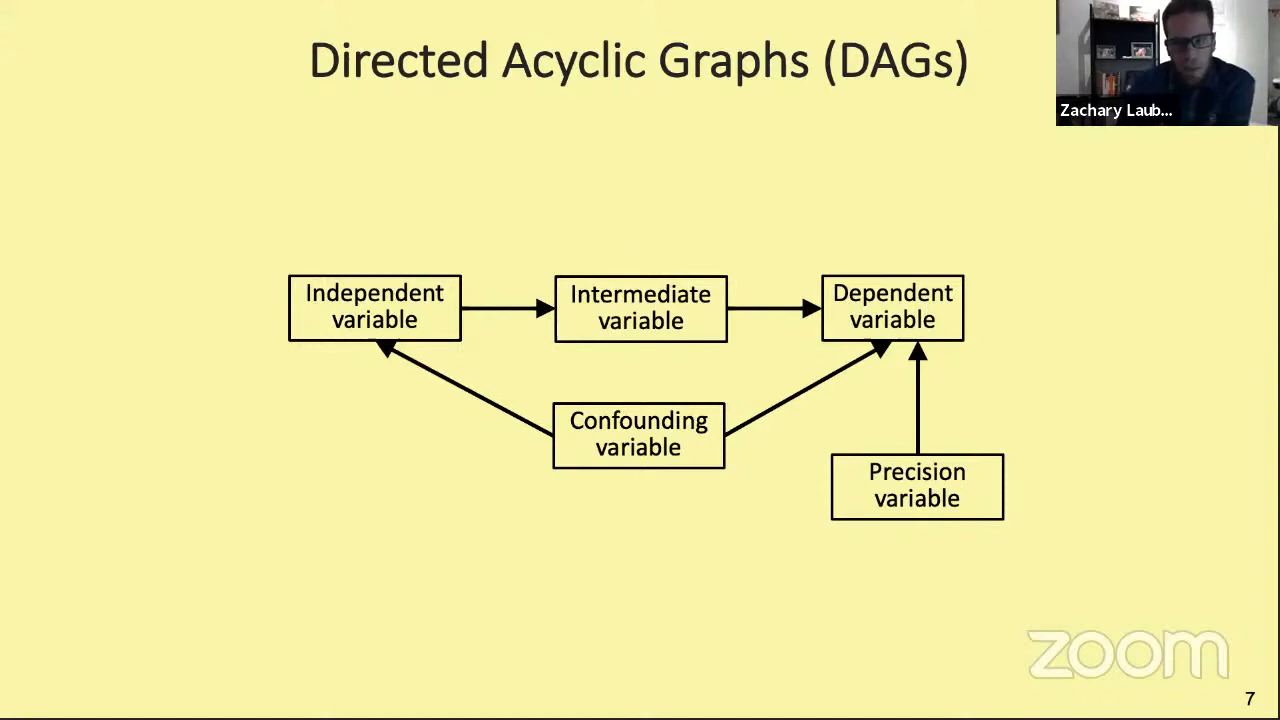 Directed Acyclic Graphs (DAGs)
Zachary Laub...
Independent
variable
Intermediate
variable
Dependent
variable
Confounding
variable
Precision
variable
zoom
7